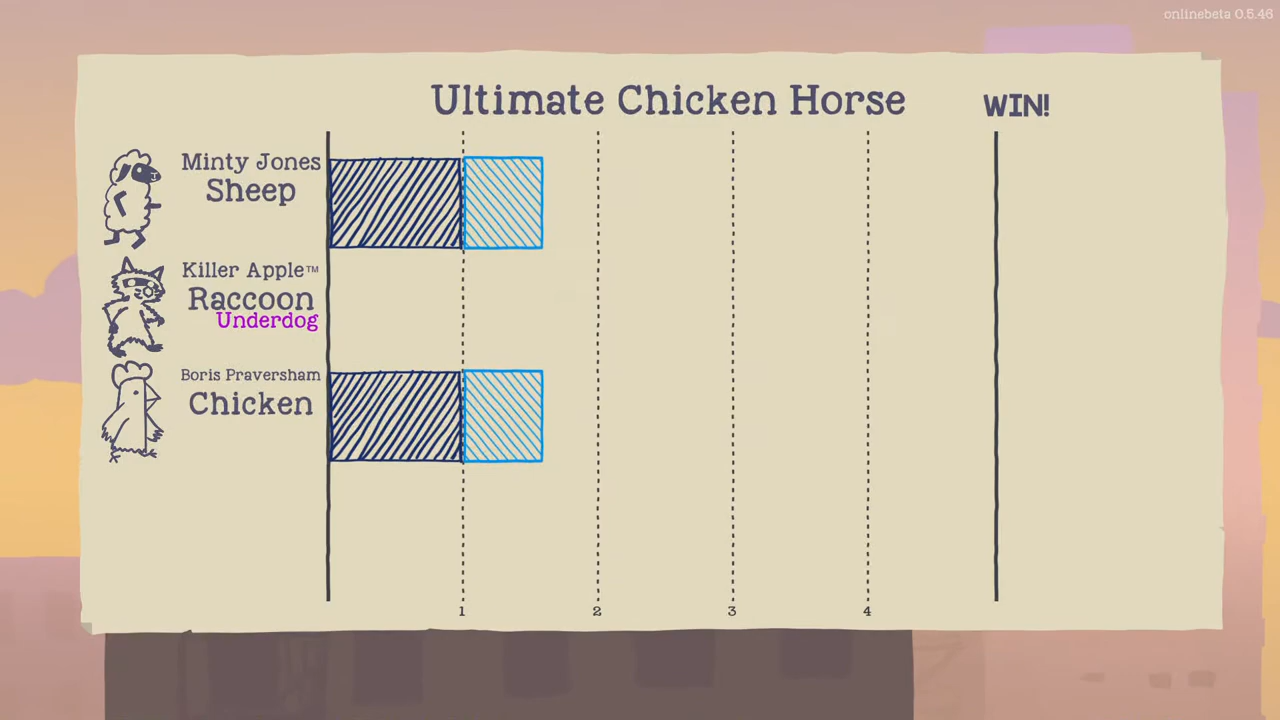 onlinebeta 0.5.46
Ultimate Chicken Horse
WIN!
Minty Jones
Sheep
Killer Apple™
Raccoon
Underdog
Boris Praversham
Chicken
1 2 3 4